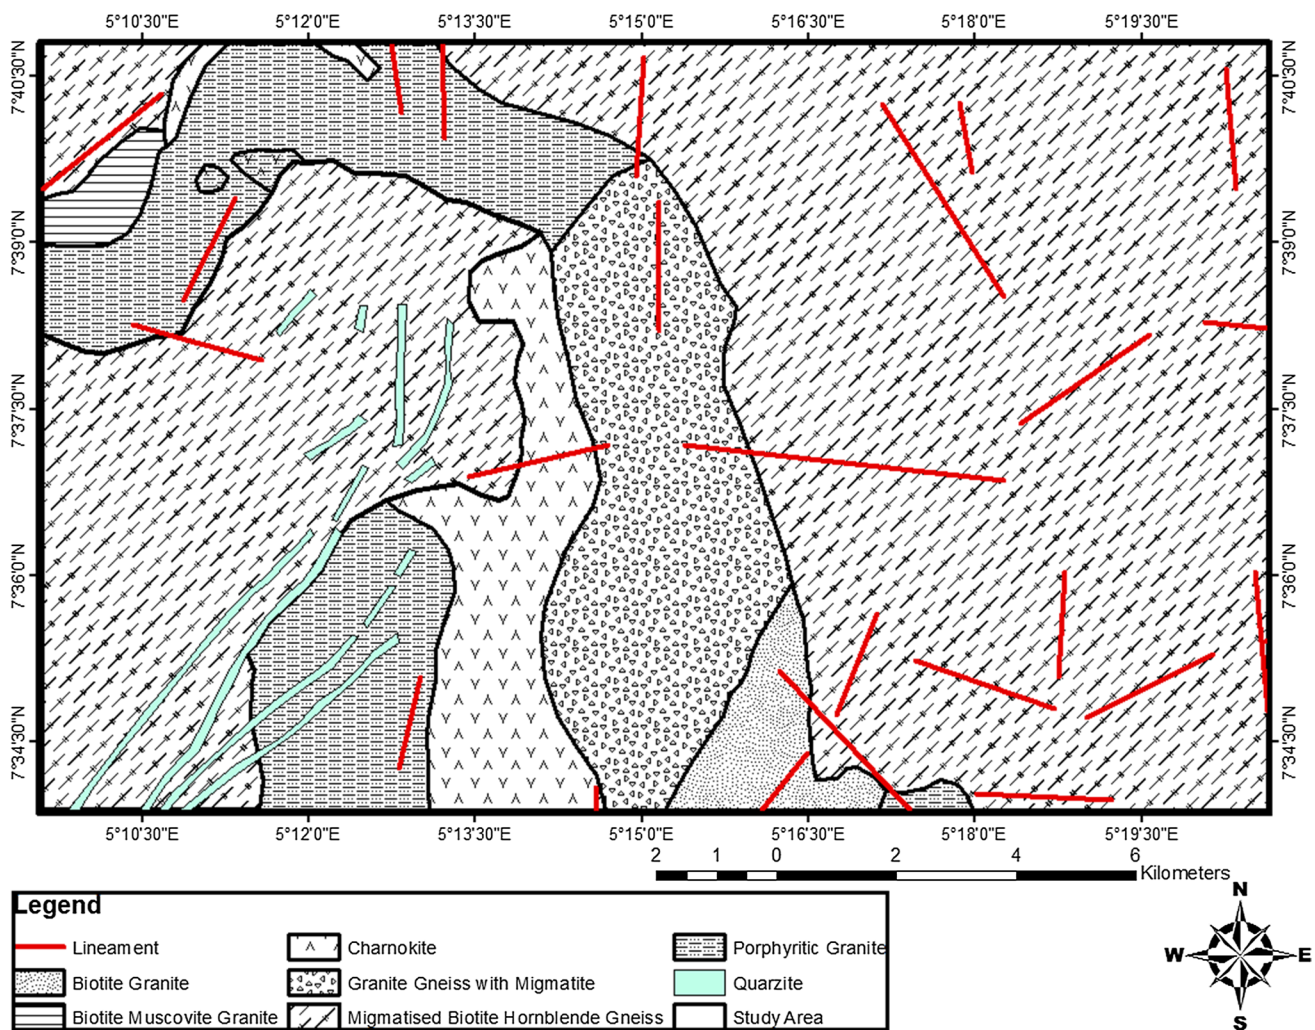 5°10'30"E 5°12'0"E 5°13'30"E 5°15'0"E 5°16'30"E 5°18'0"E 5°19'30"E
7°40'30"N 7°40'30"N
7°39'0"N 7°39'0"N
7°37'30"N 7°37'30"N
7°36'0"N 7°36'0"N
7°34'30"N 7°34'30"N
5°10'30"E 5°12'0"E 5°13'30"E 5°15'0"E 5°16'30"E 5°18'0"E 5°19'30"E
2 1 0 2 4 6
Kilometers
Legend
Lineament Charnokite Porphyritic Granite
Biotite Granite Granite Gneiss with Migmatite Quarzite
Biotite Muscovite Granite Migmatised Biotite Hornblende Gneiss Study Area
N
W E
S